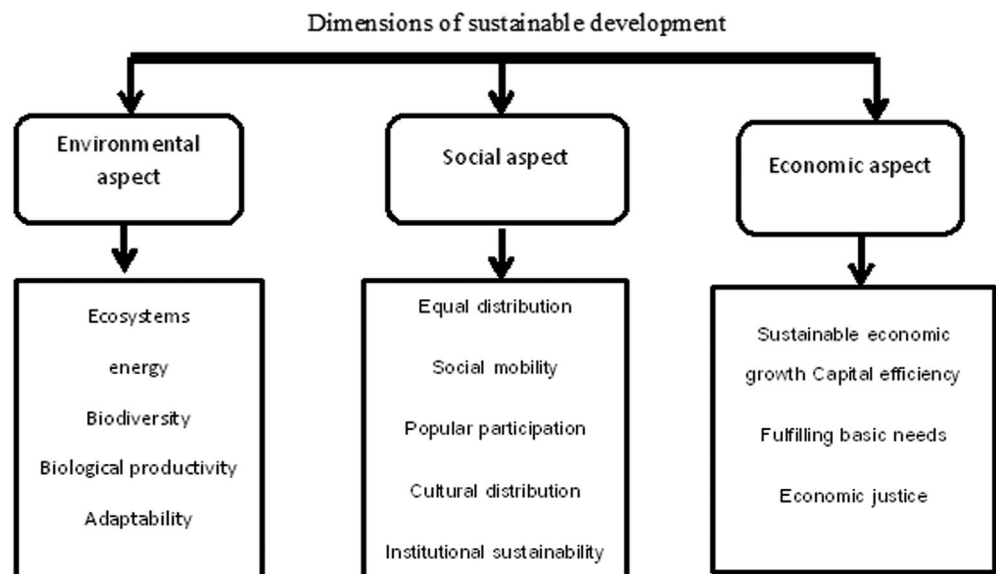 Dimensions of sustainable development
Environmental
aspect
Social aspect
Economic aspect
Ecosystems
energy
Biodiversity
Biological productivity
Adaptability
Equal distribution
Social mobility
Popular participation
Cultural distribution
Institutional sustainability
Sustainable economic
growth Capital efficiency
Fulfilling basic needs
Economic justice